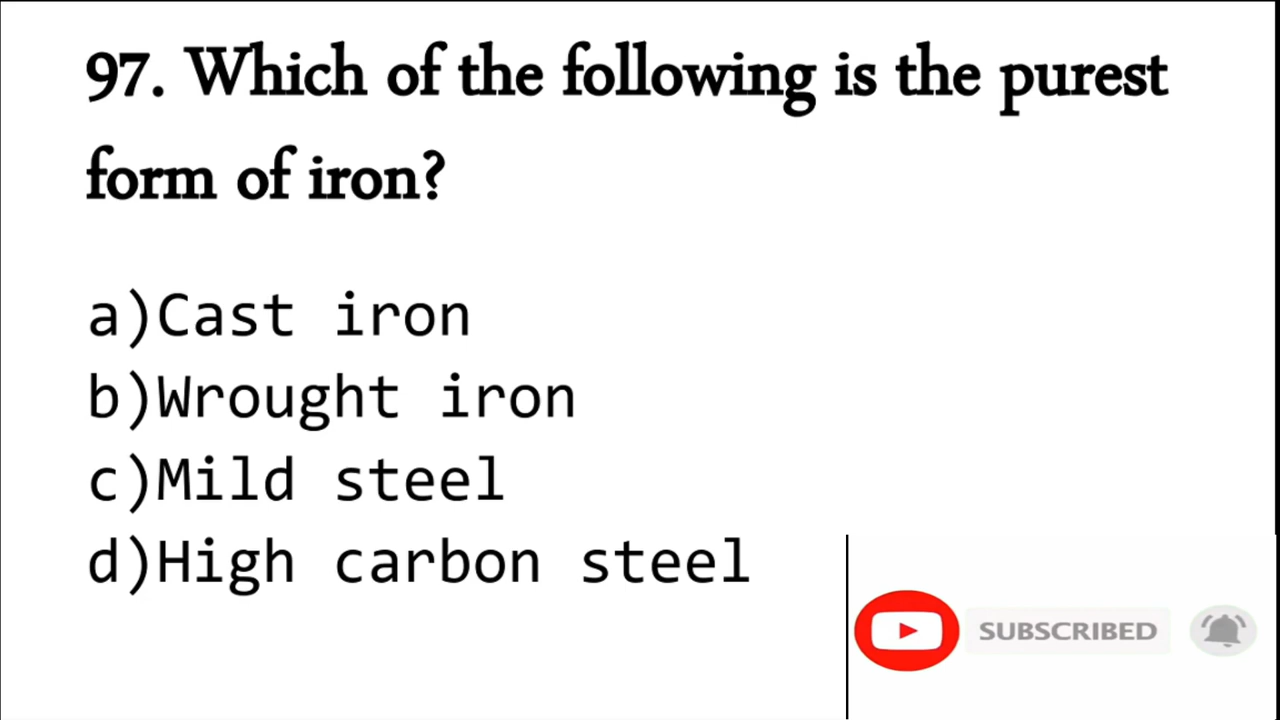 97. Which of the following is the purest
form of iron?
a)Cast iron
b)Wrought iron
c)Mild steel
d)High carbon steel
SUBSCRIBED